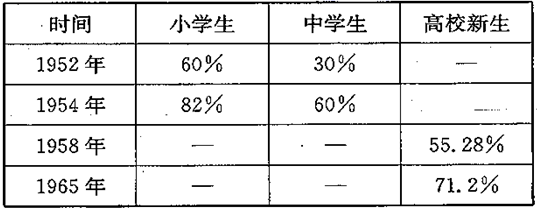 时间 小学生 中学生 高校新生
1952年 60% 30% —
1954年 82% 60% —
1958年 — — 55.28%
1965年 — — 71.2%